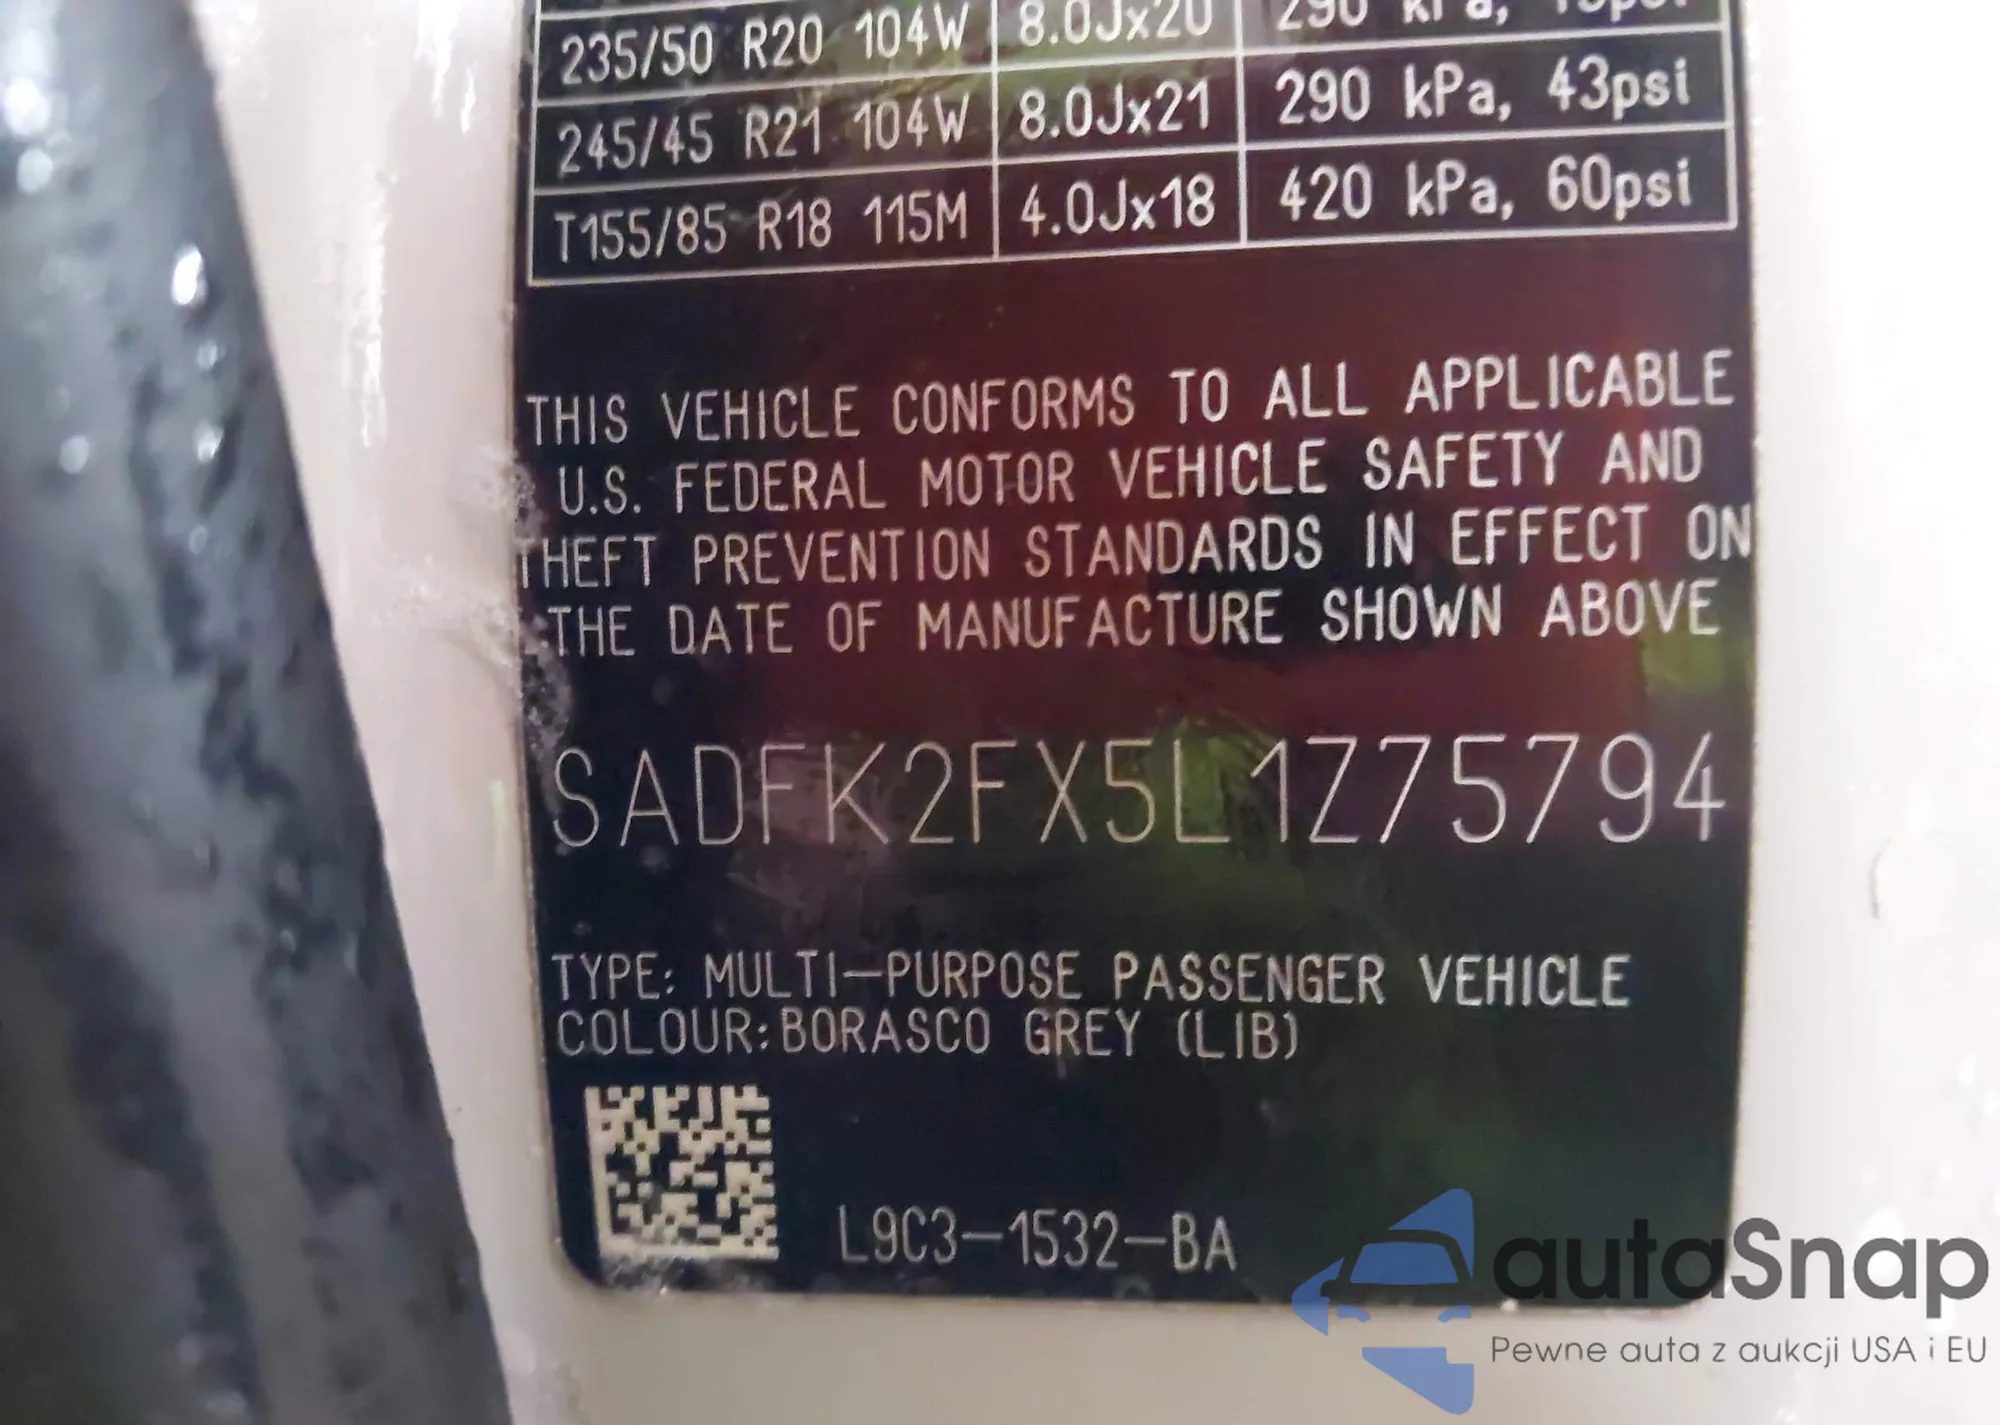 235/50 R20 104W 8.0Jx20 290 kPa, 43psi
245/45 R21 104W 8.0Jx21 290 kPa, 43psi
T155/85 R18 115M 4.0Jx18 420 kPa, 60psi
THIS VEHICLE CONFORMS TO ALL APPLICABLE
U.S. FEDERAL MOTOR VEHICLE SAFETY AND
THEFT PREVENTION STANDARDS IN EFFECT ON
THE DATE OF MANUFACTURE SHOWN ABOVE
SADFK2FX5L1Z75794
TYPE: MULTI-PURPOSE PASSENGER VEHICLE
COLOUR:BORASCO GREY (LIB)
L9C3-1532-BA
autaSnap
Pewne auta z aukcji USA i EU